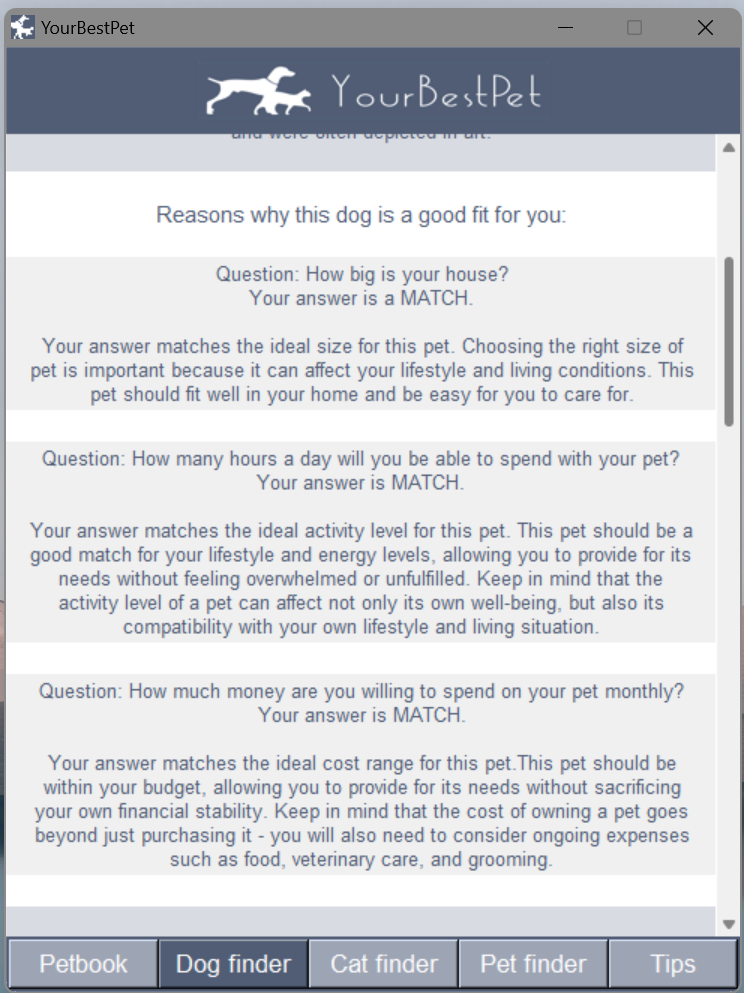 YourBestPet
YourBestPet
and were often depicted in art.
Reasons why this dog is a good fit for you:
Question: How big is your house?
Your answer is a MATCH.
Your answer matches the ideal size for this pet. Choosing the right size of
pet is important because it can affect your lifestyle and living conditions. This
pet should fit well in your home and be easy for you to care for.
Question: How many hours a day will you be able to spend with your pet?
Your answer is MATCH.
Your answer matches the ideal activity level for this pet. This pet should be a
good match for your lifestyle and energy levels, allowing you to provide for its
needs without feeling overwhelmed or unfulfilled. Keep in mind that the
activity level of a pet can affect not only its own well-being, but also its
compatibility with your own lifestyle and living situation.
Question: How much money are you willing to spend on your pet monthly?
Your answer is MATCH.
Your answer matches the ideal cost range for this pet.This pet should be
within your budget, allowing you to provide for its needs without sacrificing
your own financial stability. Keep in mind that the cost of owning a pet goes
beyond just purchasing it - you will also need to consider ongoing expenses
such as food, veterinary care, and grooming.
Petbook
Dog finder
Cat finder
Pet finder
Tips